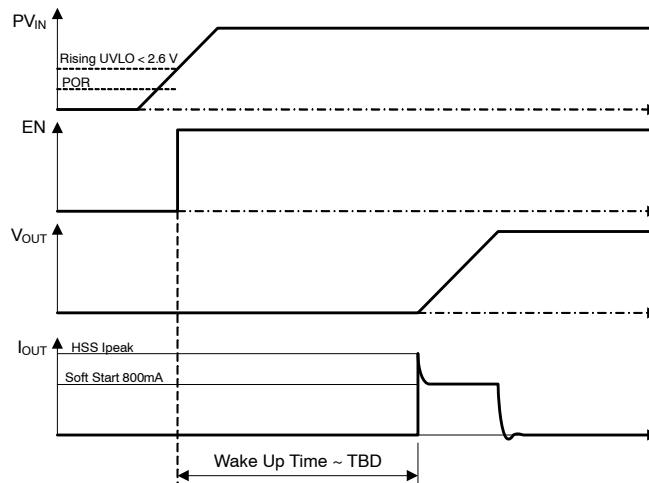 PVIN
Rising UVLO < 2.6 V
POR
EN
VOUT
IOUT
HSS Ipeak
Soft Start 800mA
Wake Up Time ~ TBD